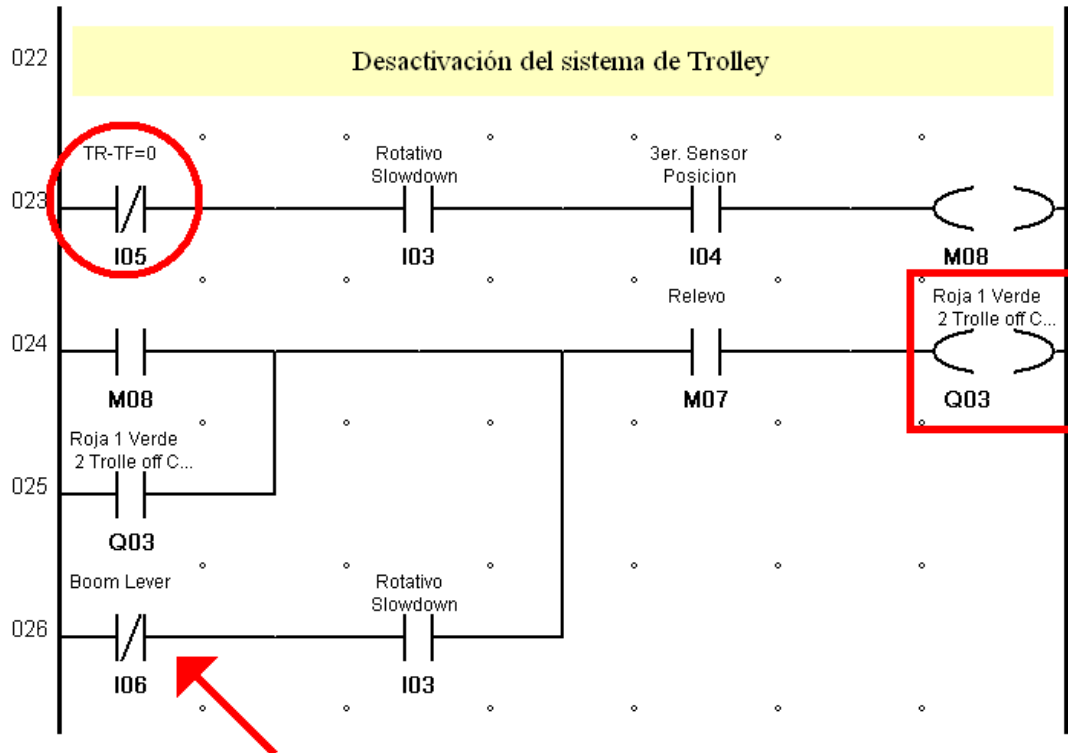 022
Desactivación del sistema de Trolley
TR-TF=0
Rotativo
Slowdown
3er. Sensor
Posicion
023
I05
I03
I04
M08
Relevo
Roja 1 Verde
2 Trolle off C...
024
M08
M07
Q03
Roja 1 Verde
2 Trolle off C...
025
Q03
Boom Lever
Rotativo
Slowdown
026
I06
I03